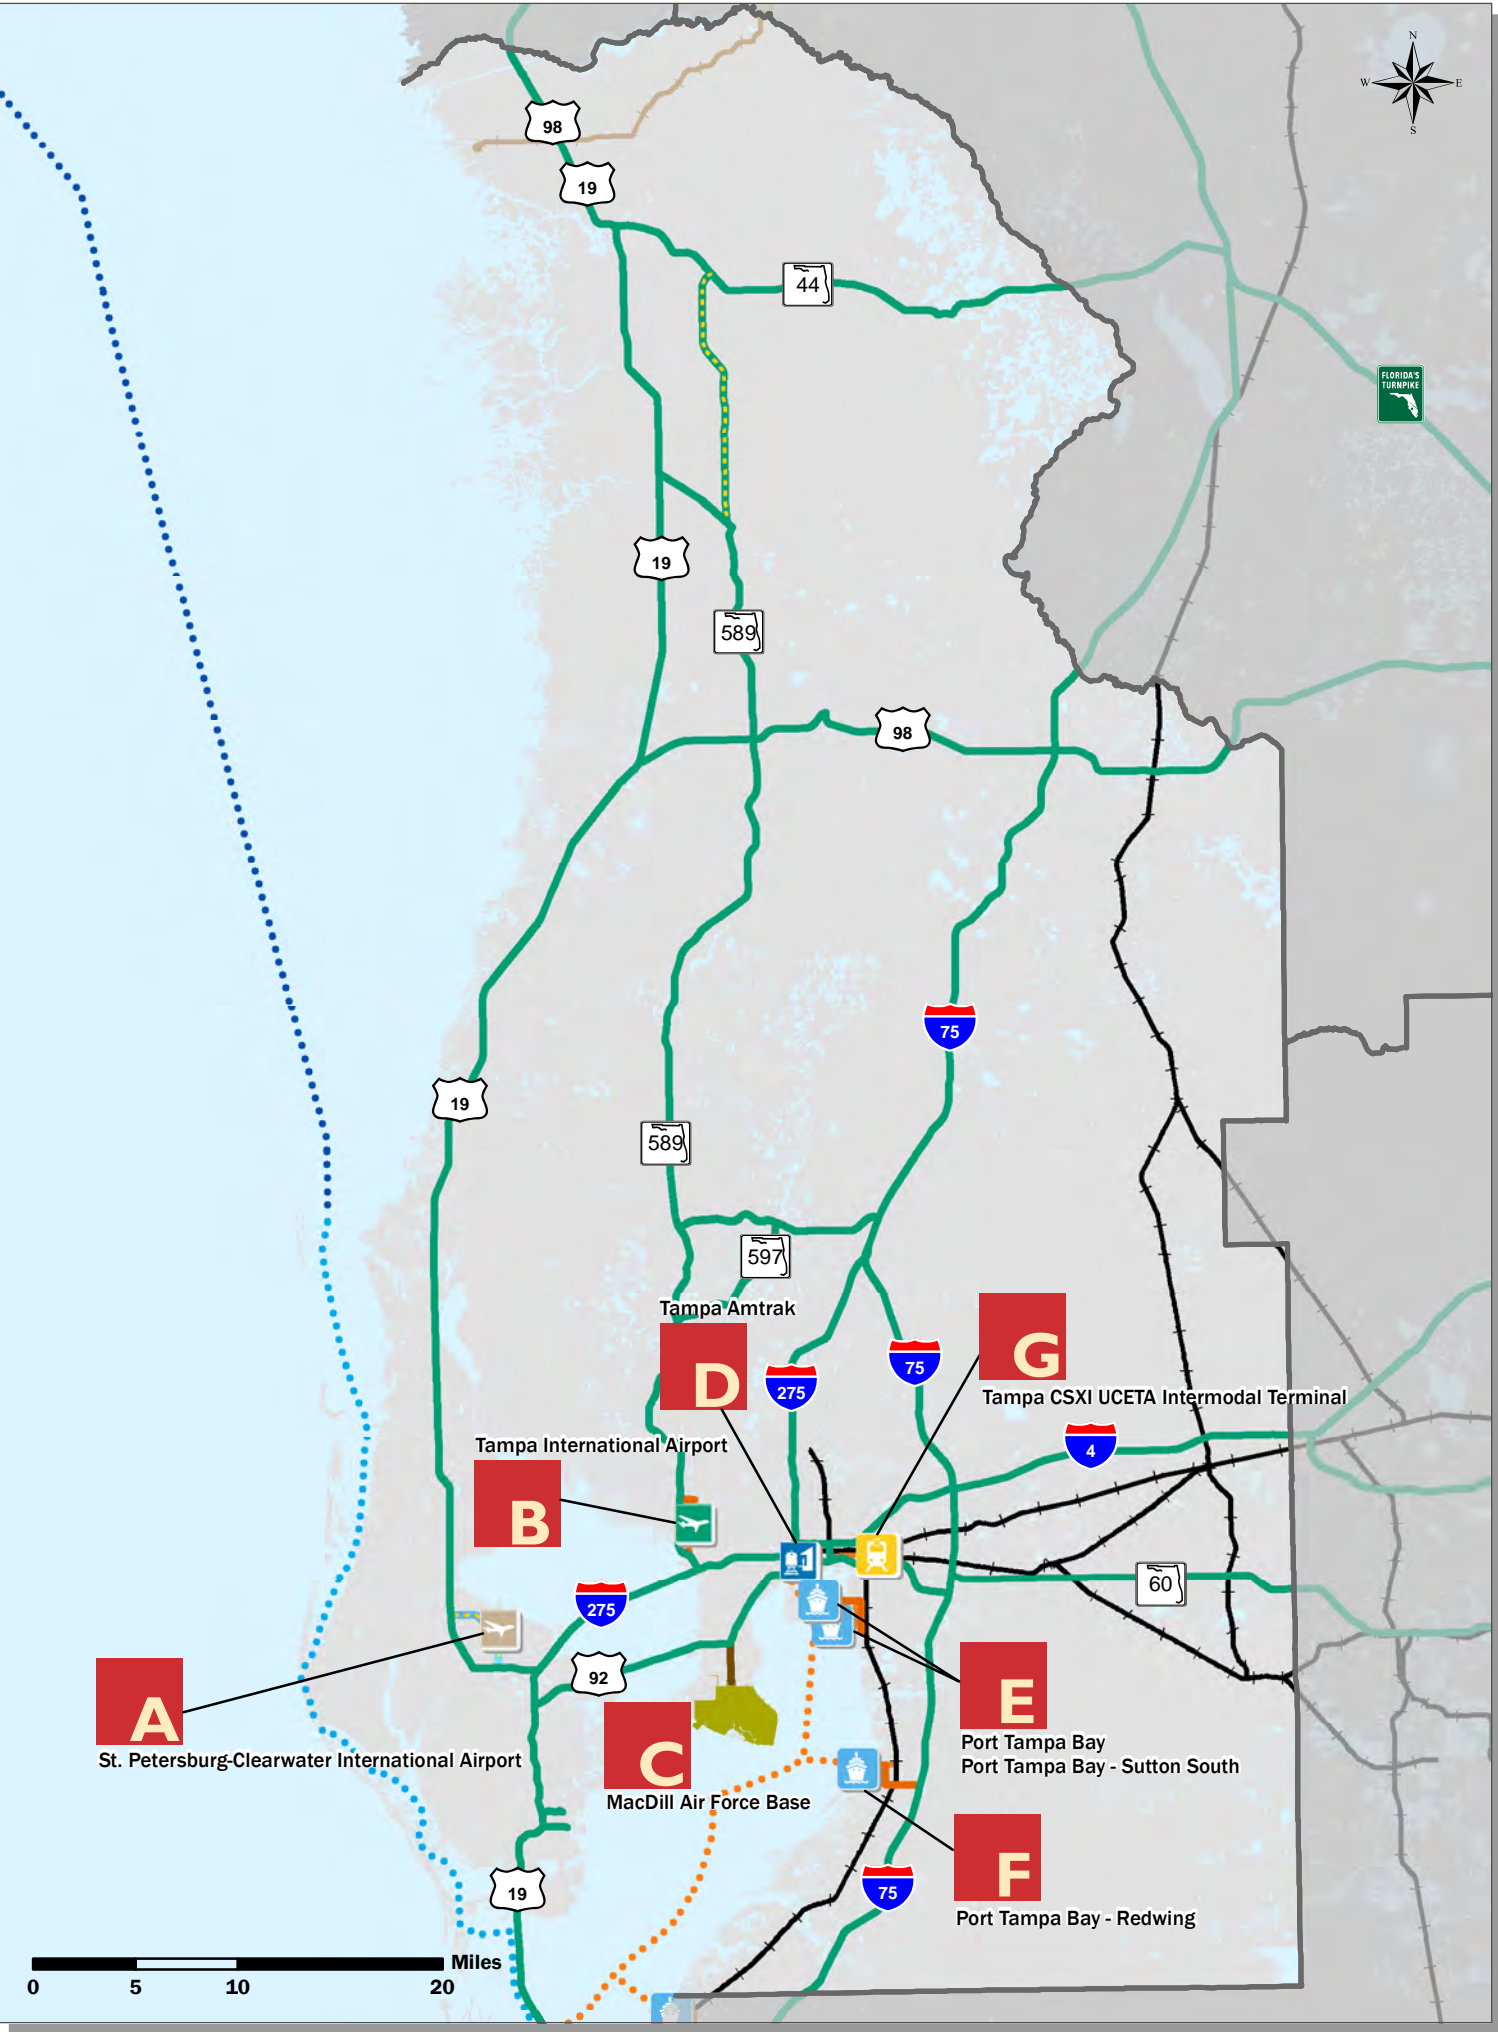 N
W E
S
98
19
44
FLORIDA'S
TURNPIKE
19
589
98
75
19
589
597
Tampa Amtrak
D
275
75
G
Tampa CSXI UCETA Intermodal Terminal
4
Tampa International Airport
B
60
275
92
A
St. Petersburg-Clearwater International Airport
C
MacDill Air Force Base
E
Port Tampa Bay
Port Tampa Bay - Sutton South
F
Port Tampa Bay - Redwing
19
75
Miles
0 5 10 20